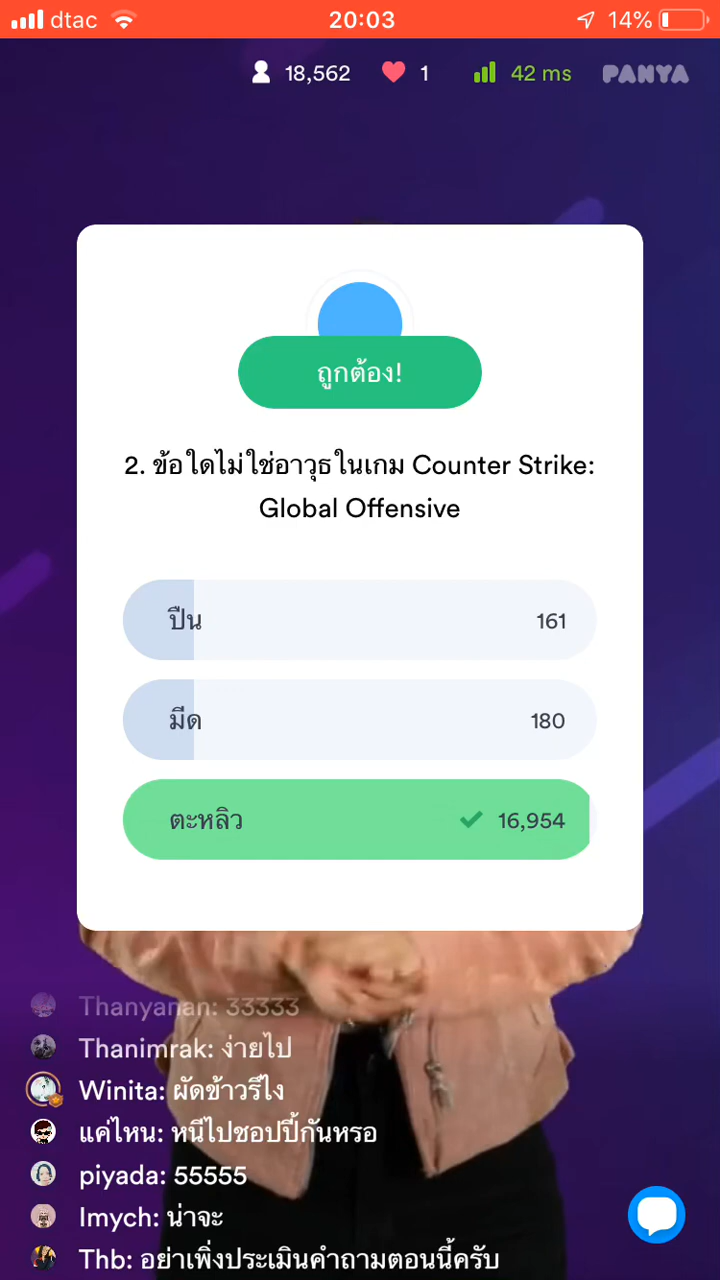 dtac 20:03 14%
18,562 1 42 ms PANYA
ถูกต้อง!
2. ข้อใดไม่ใช่อาวุธในเกม Counter Strike:
Global Offensive
ปืน 161
มีด 180
ตะหลิว 16,954
Thanyanan: 33333
Thanimrak: ง่ายไป
Winita: ผัดข้าวรึไง
แค่ไหน: หนีไปชอปปี้กันหรอ
piyada: 55555
Imych: น่าจะ
Thb: อย่าเพิ่งประเมินคำถามตอนนี้ครับ